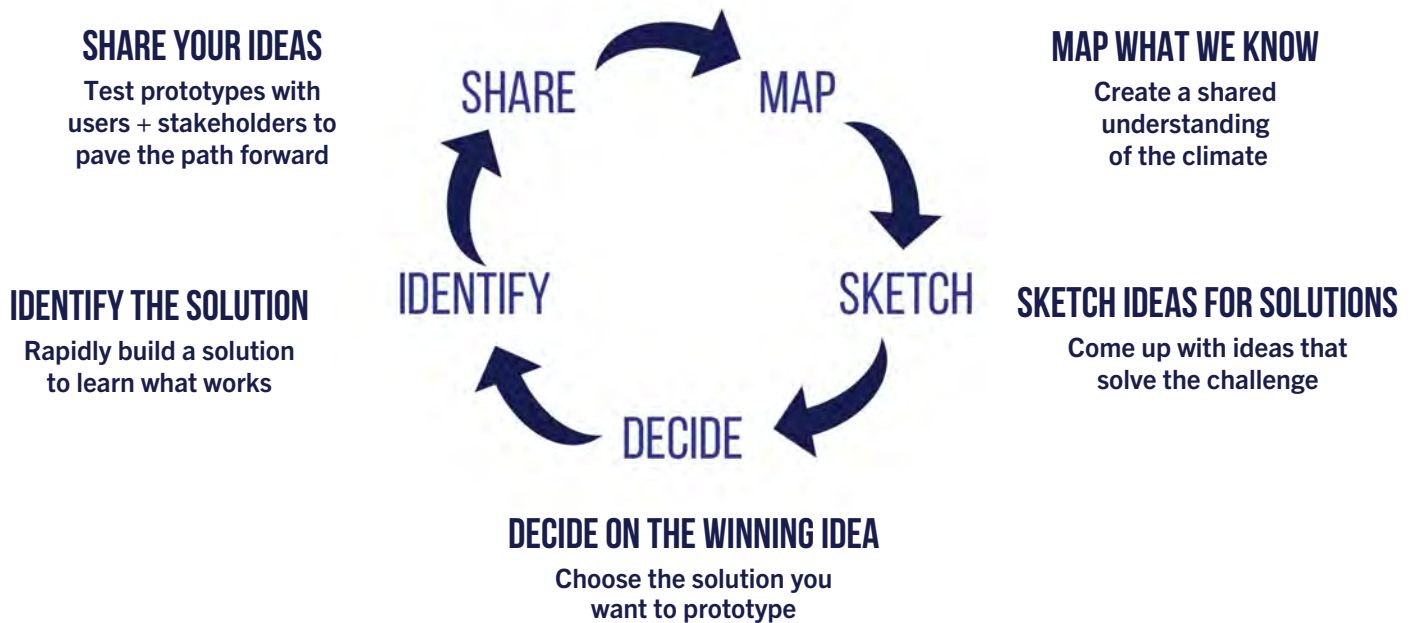 SHARE YOUR IDEAS
Test prototypes with
users + stakeholders to
pave the path forward
SHARE
MAP
MAP WHAT WE KNOW
Create a shared
understanding
of the climate
IDENTIFY THE SOLUTION
Rapidly build a solution
to learn what works
IDENTIFY
SKETCH
SKETCH IDEAS FOR SOLUTIONS
Come up with ideas that
solve the challenge
DECIDE
DECIDE ON THE WINNING IDEA
Choose the solution you
want to prototype